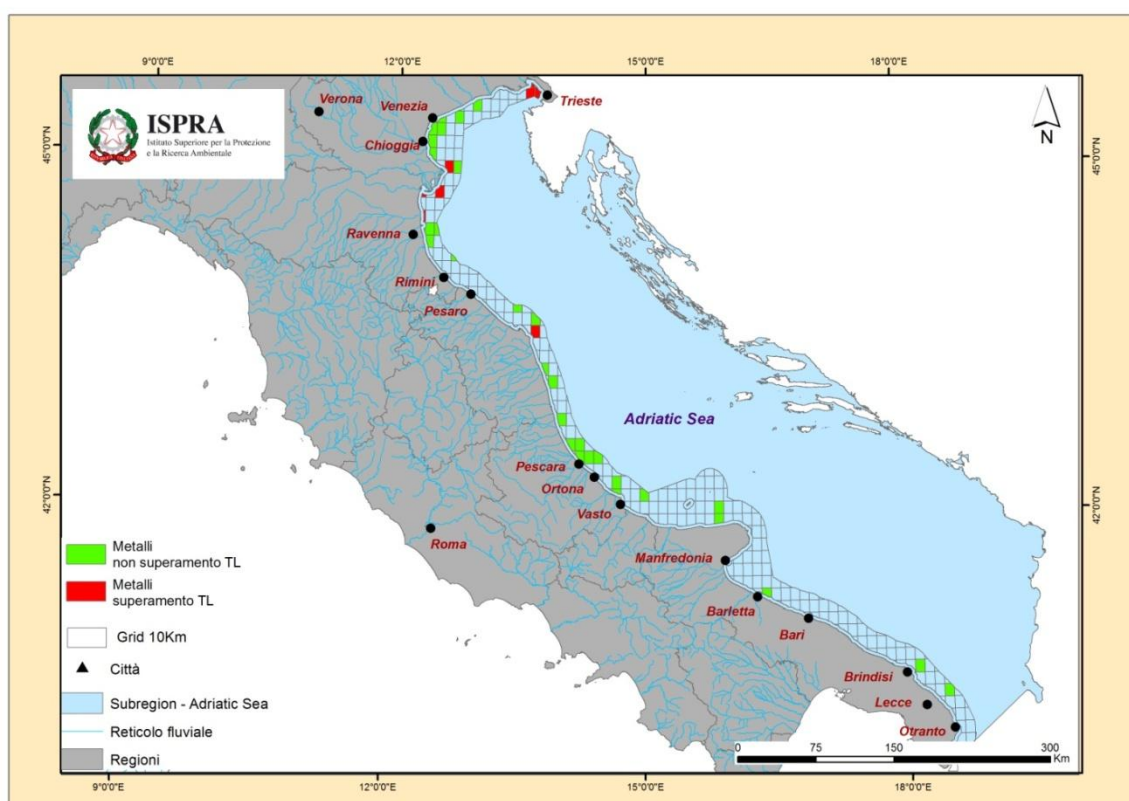 9°0'0"E
12°0'0"E
15°0'0"E
18°0'0"E
ISPRA
Istituto Superiore per la Protezione
e la Ricerca Ambientale
Verona
Venezia
Trieste
Chioggia
N
45°0'0"N
45°0'0"N
Ravenna
Rimini
Pesaro
Adriatic Sea
Pescara
Ortona
Vasto
42°0'0"N
42°0'0"N
Roma
Manfredonia
Barletta
Bari
Brindisi
Lecce
Otranto
Metalli
non superamento TL
Metalli
superamento TL
Grid 10Km
Città
Subregion - Adriatic Sea
Reticolo fluviale
Regioni
0 75 150 300
Km
9°0'0"E
12°0'0"E
15°0'0"E
18°0'0"E